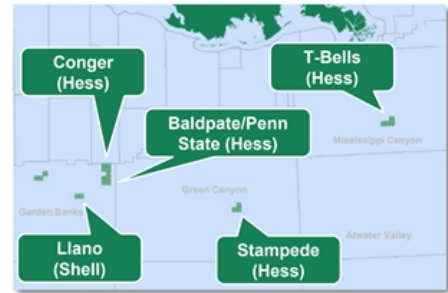 Conger
(Hess)
T-Bells
(Hess)
Baldpate/Penn
State (Hess)
Mississippi Canyon
Green Canyon
Garden Banks
Atwater Valley
Llano
(Shell)
Stampede
(Hess)